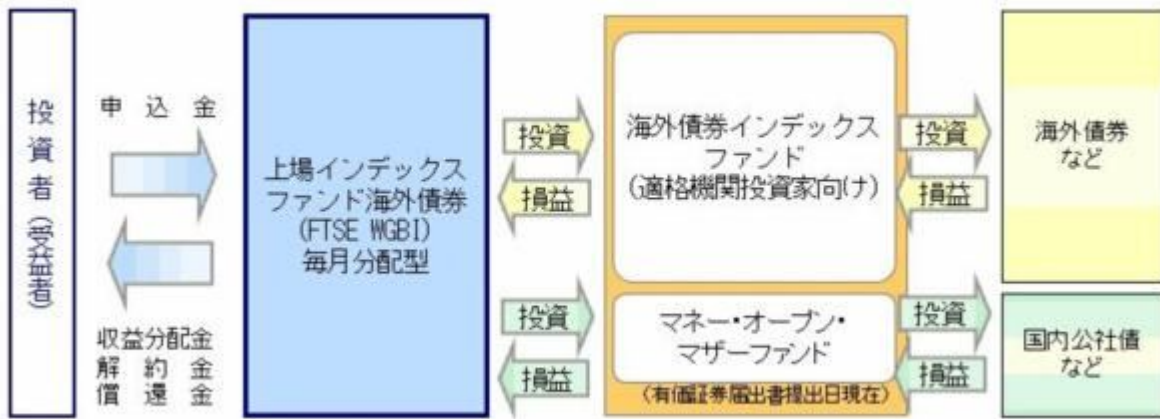 投資者(受益者)
申込金
収益分配金
解約金
償還金
上場インデックス
ファンド海外債券
(FTSE WGBI)
毎月分配型
投資
損益
投資
損益
海外債券インデックス
ファンド
(適格機関投資家向け)
マネー・オープン・
マザーファンド
(有価証券届出書提出日現在)
投資
損益
投資
損益
海外債券
など
国内公社債
など